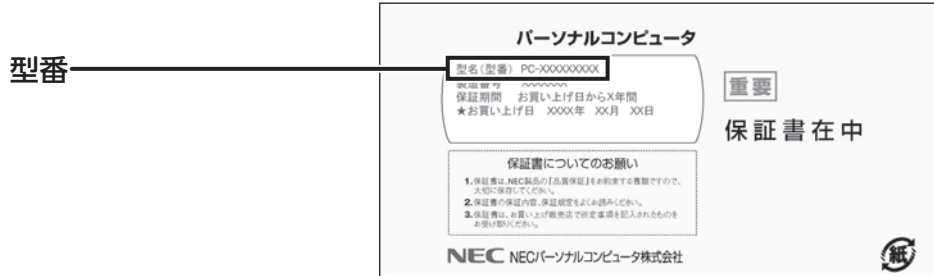 パーソナルコンピュータ
型番
型名(型番) PC-XXXXXXXXX
製造番号 XXXXXXX
保証期間 お買い上げ日からX年間
★お買い上げ日 XXXX年 XX月 XX日
重要
保証書在中
保証書についてのお願い
1.保証書は、NEC製品の「品質保証」をお約束する書類ですので、
大切に保存してください。
2.保証書の保証内容、保証規定をよくお読みください。
3.保証書は、お買い上げ販売店で所定事項を記入されたものを
お受け取りください。
NEC NECパーソナルコンピュータ株式会社
紙